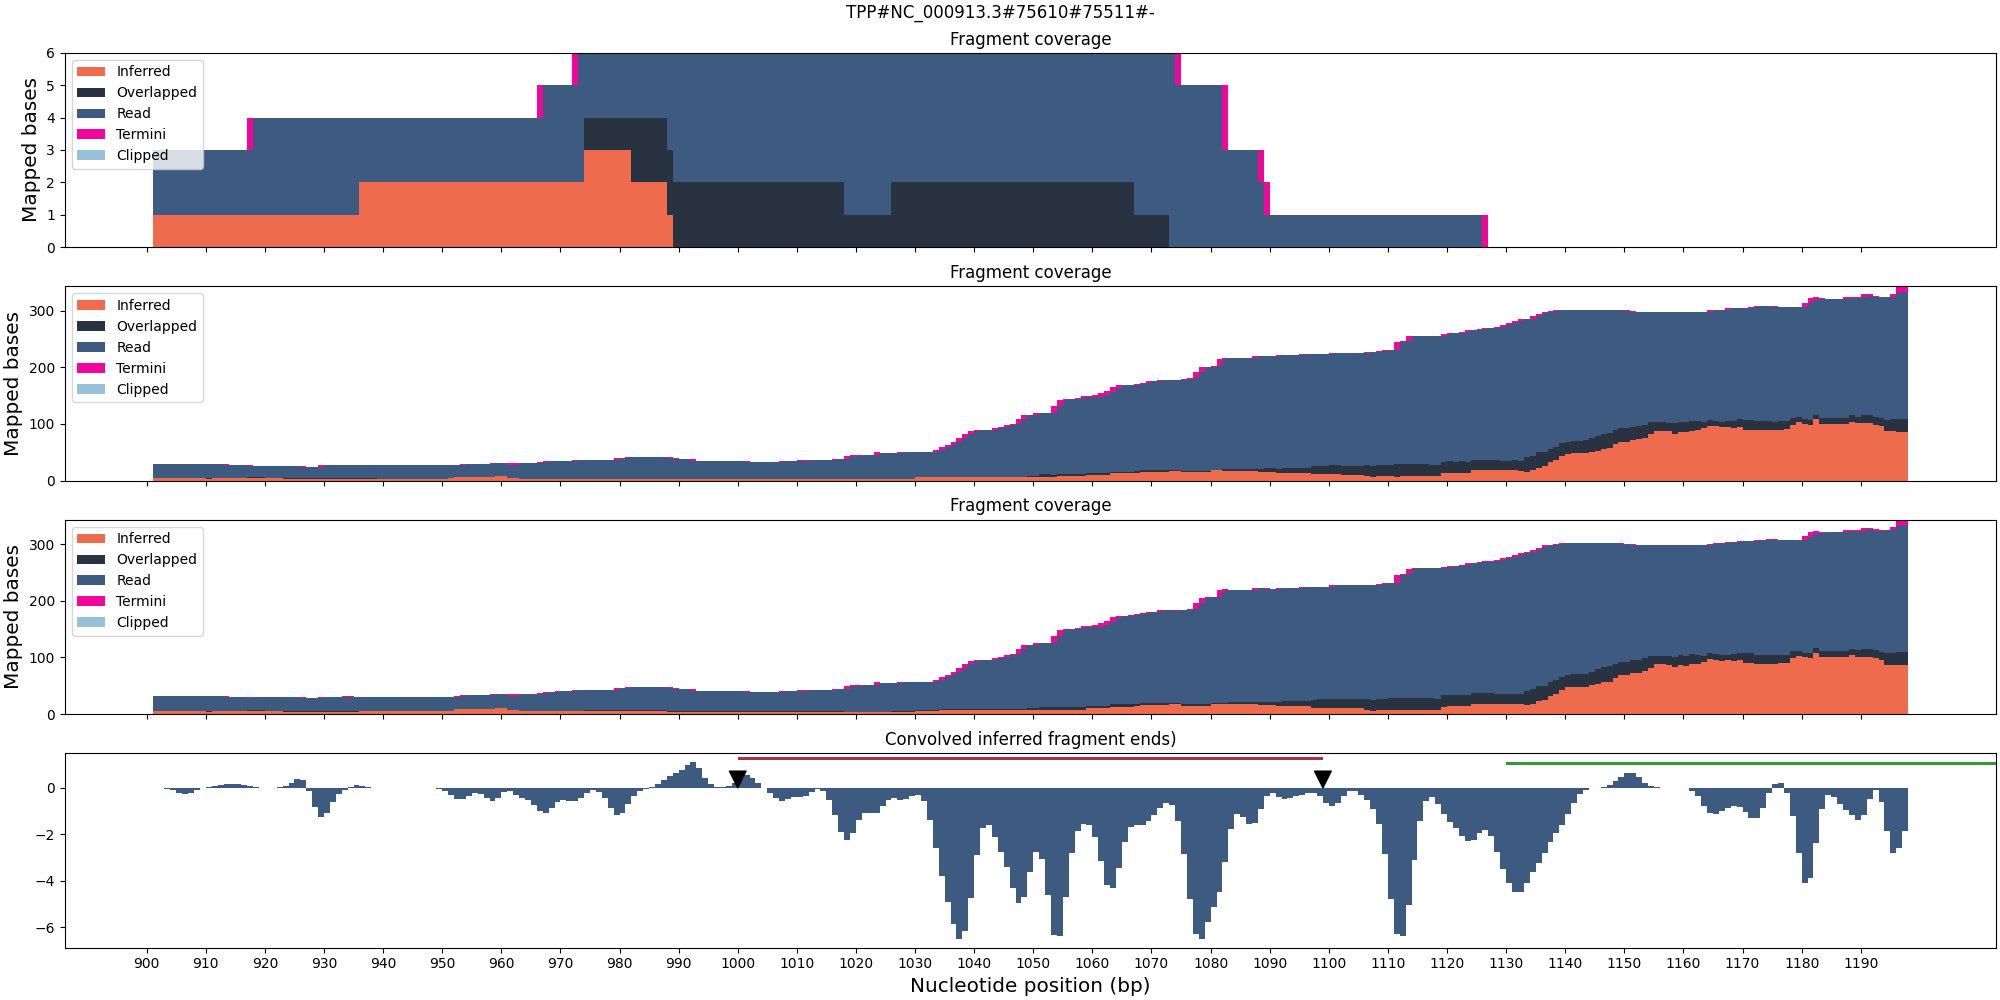 TPP#NC_000913.3#75610#75511#-
Fragment coverage
Mapped bases
6
5
4
3
2
1
0
Inferred
Overlapped
Read
Termini
Clipped
Fragment coverage
Mapped bases
300
200
100
0
Inferred
Overlapped
Read
Termini
Clipped
Fragment coverage
Mapped bases
300
200
100
0
Inferred
Overlapped
Read
Termini
Clipped
Convolved inferred fragment ends)
0
−2
−4
−6
900 910 920 930 940 950 960 970 980 990 1000 1010 1020 1030 1040 1050 1060 1070 1080 1090 1100 1110 1120 1130 1140 1150 1160 1170 1180 1190
Nucleotide position (bp)